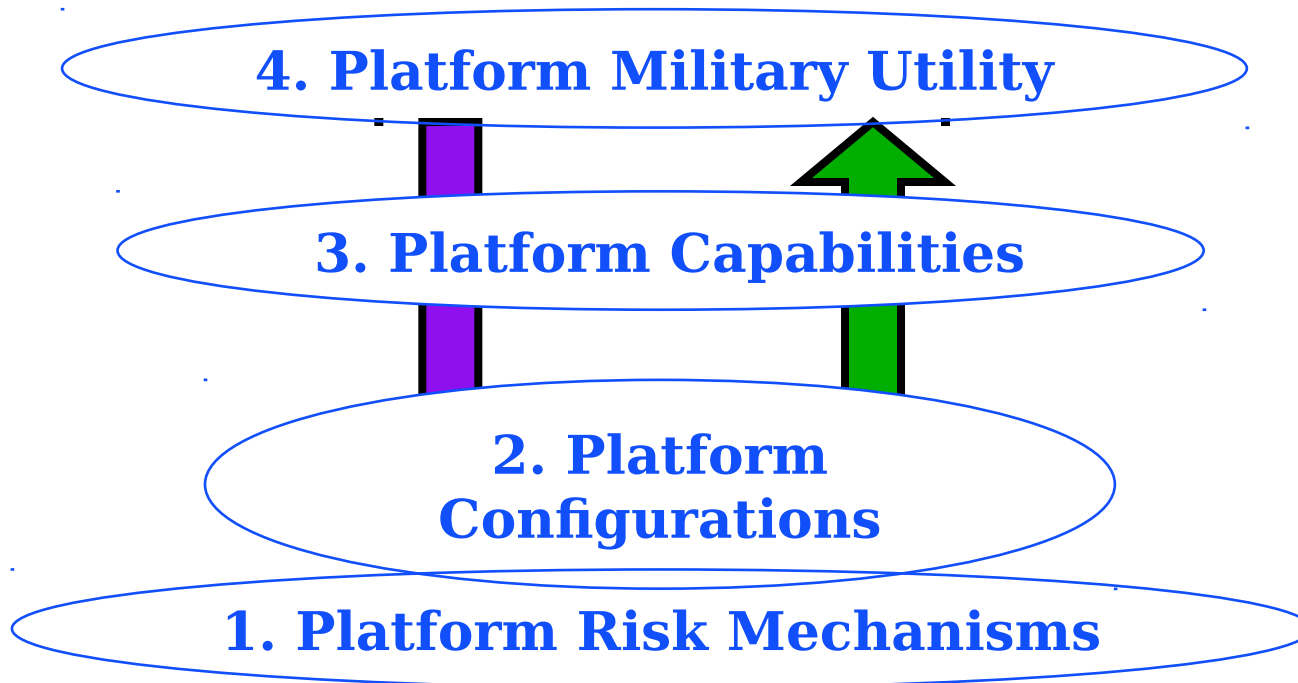 4. Platform Military Utility
3. Platform Capabilities
2. Platform
Configurations
1. Platform Risk Mechanisms